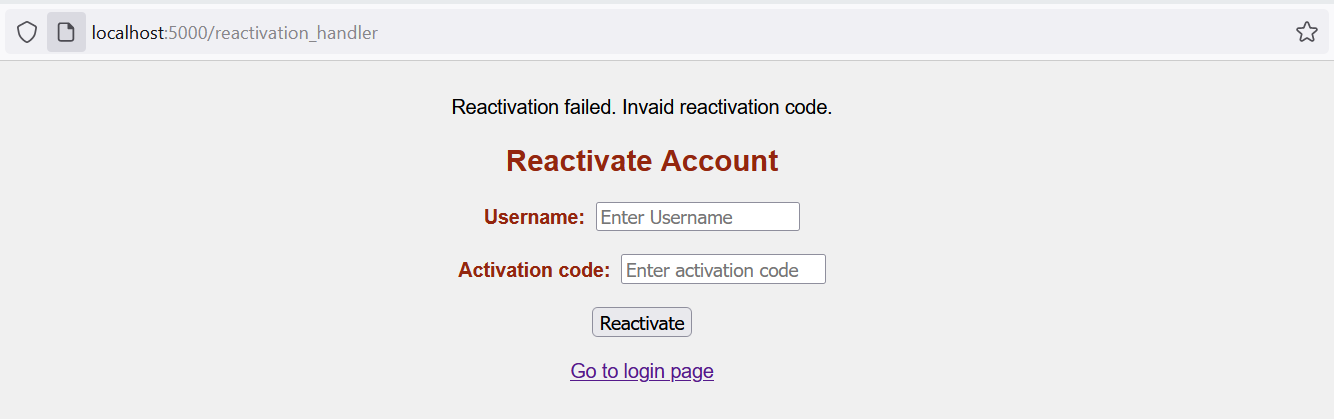 localhost:5000/reactivation_handler
Reactivation failed. Invaid reactivation code.
Reactivate Account
Username: Enter Username
Activation code: Enter activation code
Reactivate
Go to login page